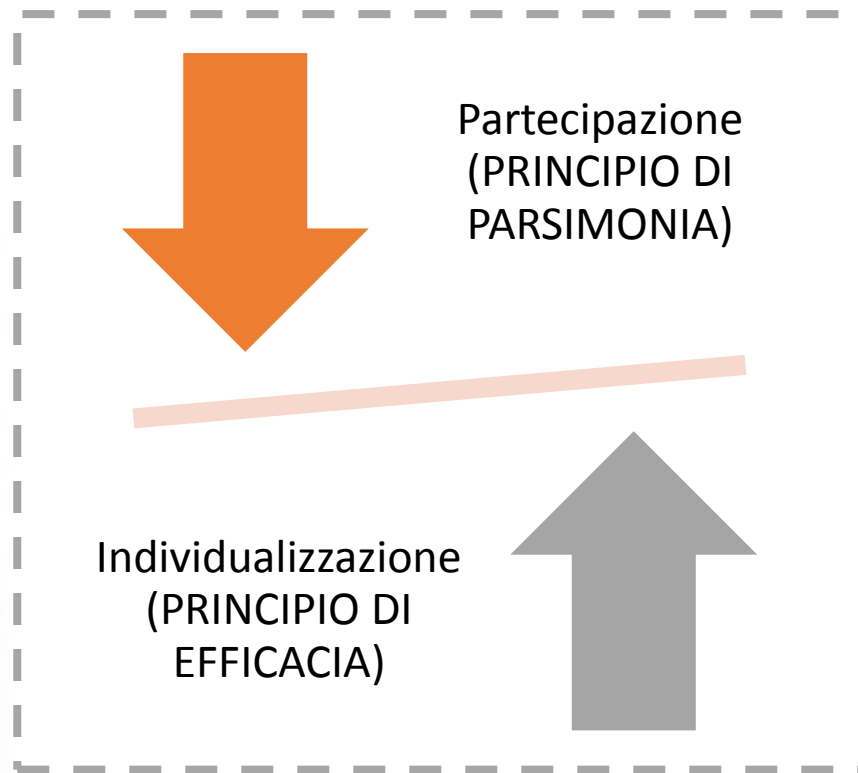 Partecipazione
(PRINCIPIO DI
PARSIMONIA)
Individualizzazione
(PRINCIPIO DI
EFFICACIA)